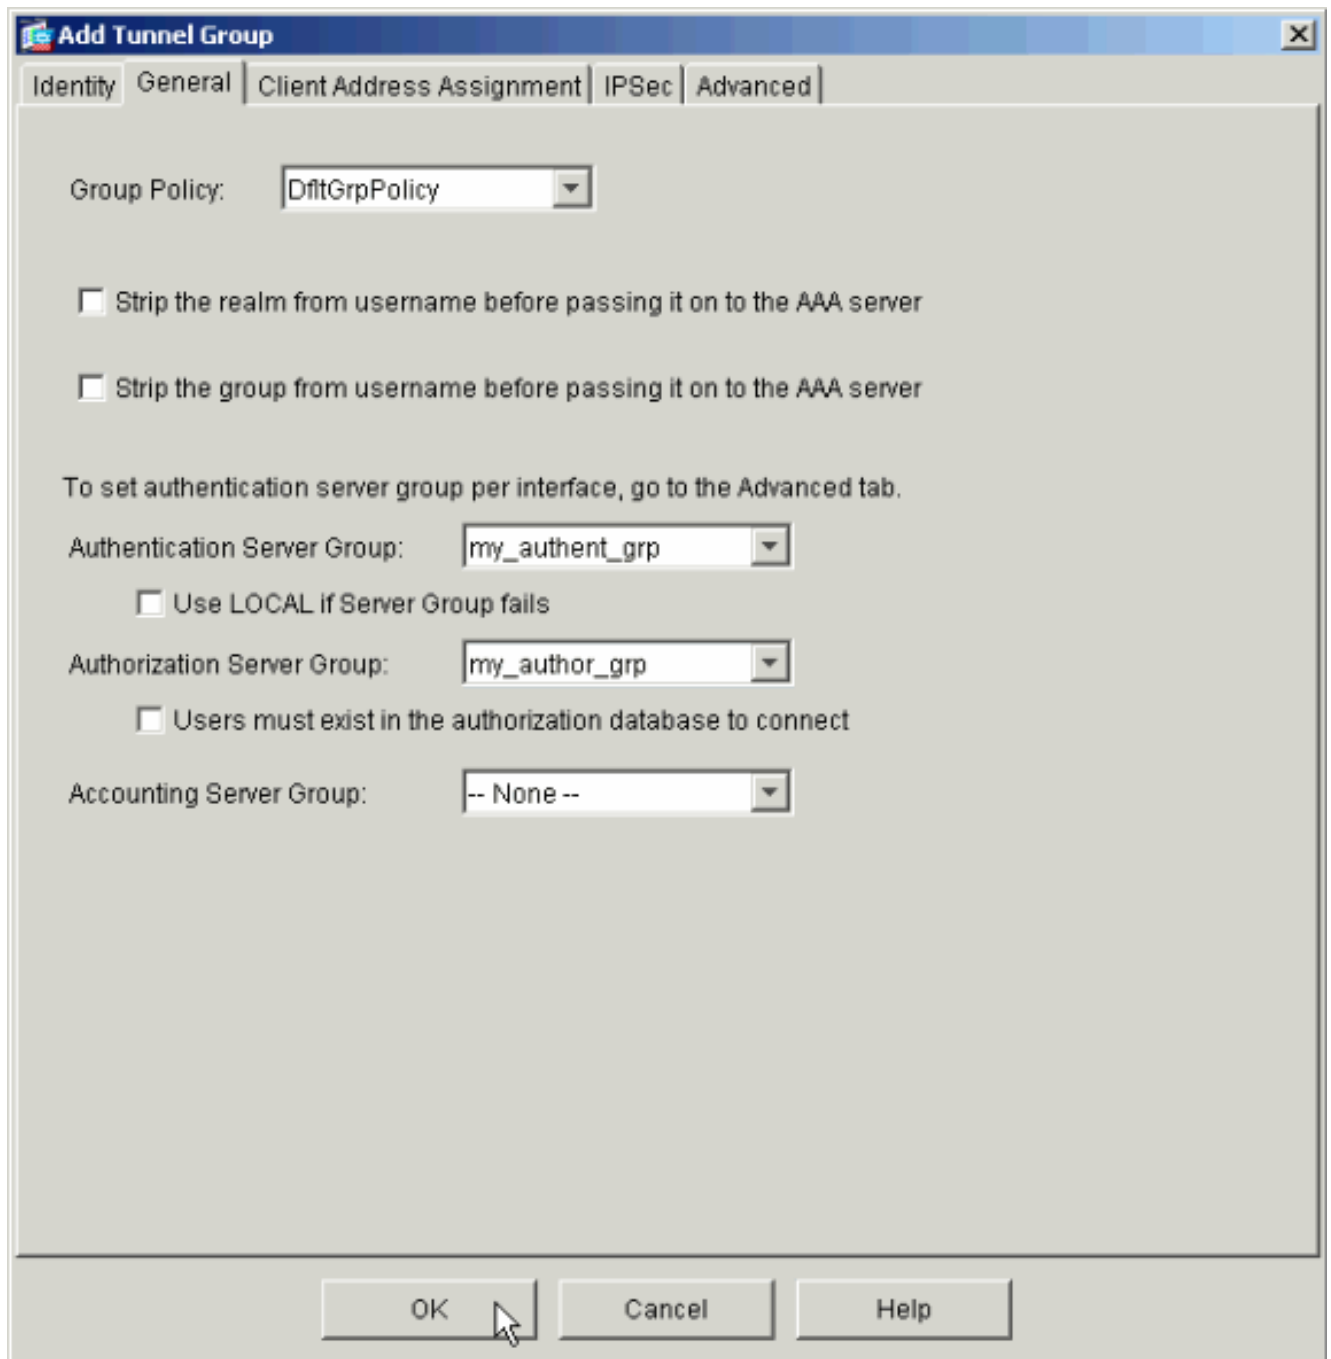 Add Tunnel Group
Identity General Client Address Assignment IPSec Advanced
Group Policy: DfltGrpPolicy
Strip the realm from username before passing it on to the AAA server
Strip the group from username before passing it on to the AAA server
To set authentication server group per interface, go to the Advanced tab.
Authentication Server Group: my_authent_grp
Use LOCAL if Server Group fails
Authorization Server Group: my_author_grp
Users must exist in the authorization database to connect
Accounting Server Group: -- None --
OK Cancel Help